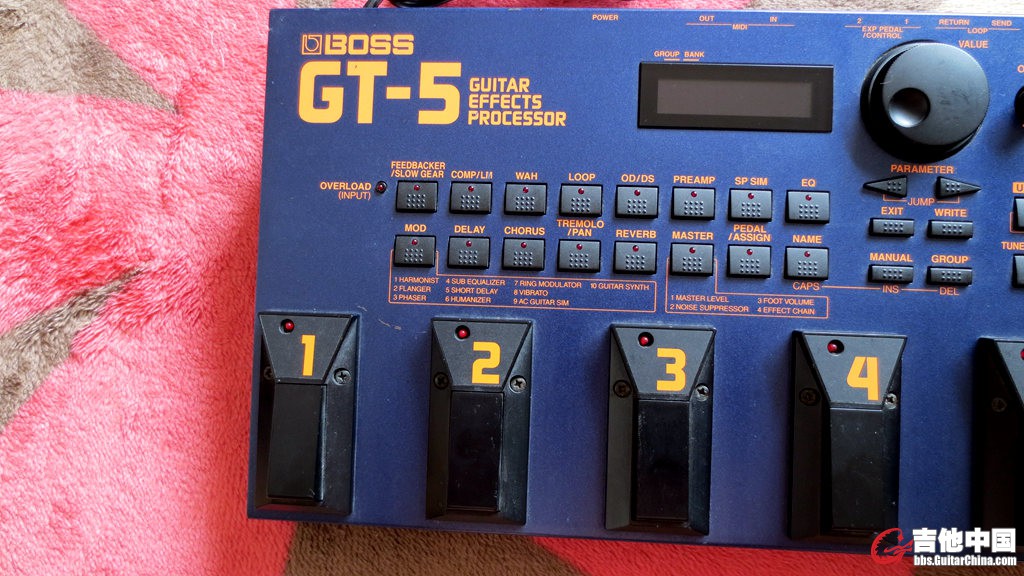 POWER
OUT
IN
MIDI
2
1
EXP PEDAL
/CONTROL
RETURN
SEND
LOOP
BOSS
GT-5
GUITAR
EFFECTS
PROCESSOR
GROUP BANK
VALUE
OVERLOAD
(INPUT)
FEEDBACKER
/SLOW GEAR
COMP/LM
WAH
LOOP
OD/DS
PREAMP
SP SIM
EQ
PARAMETER
JUMP
EXIT
WRITE
MOD
DELAY
CHORUS
TREMOLO
/PAN
REVERB
MASTER
PEDAL
/ASSIGN
NAME
CAPS
MANUAL
GROUP
INS
DEL
TUNE
1 HARMONIST
2 FLANGER
3 PHASER
4 SUB EQUALIZER
5 SHORT DELAY
6 HUMANIZER
7 RING MODULATOR
8 VIBRATO
9 AC GUITAR SIM
10 GUITAR SYNTH
1 MASTER LEVEL
2 NOISE SUPPRESSOR
3 FOOT VOLUME
4 EFFECT CHAIN
1
2
3
4
吉他中国
bbs.GuitarChina.com